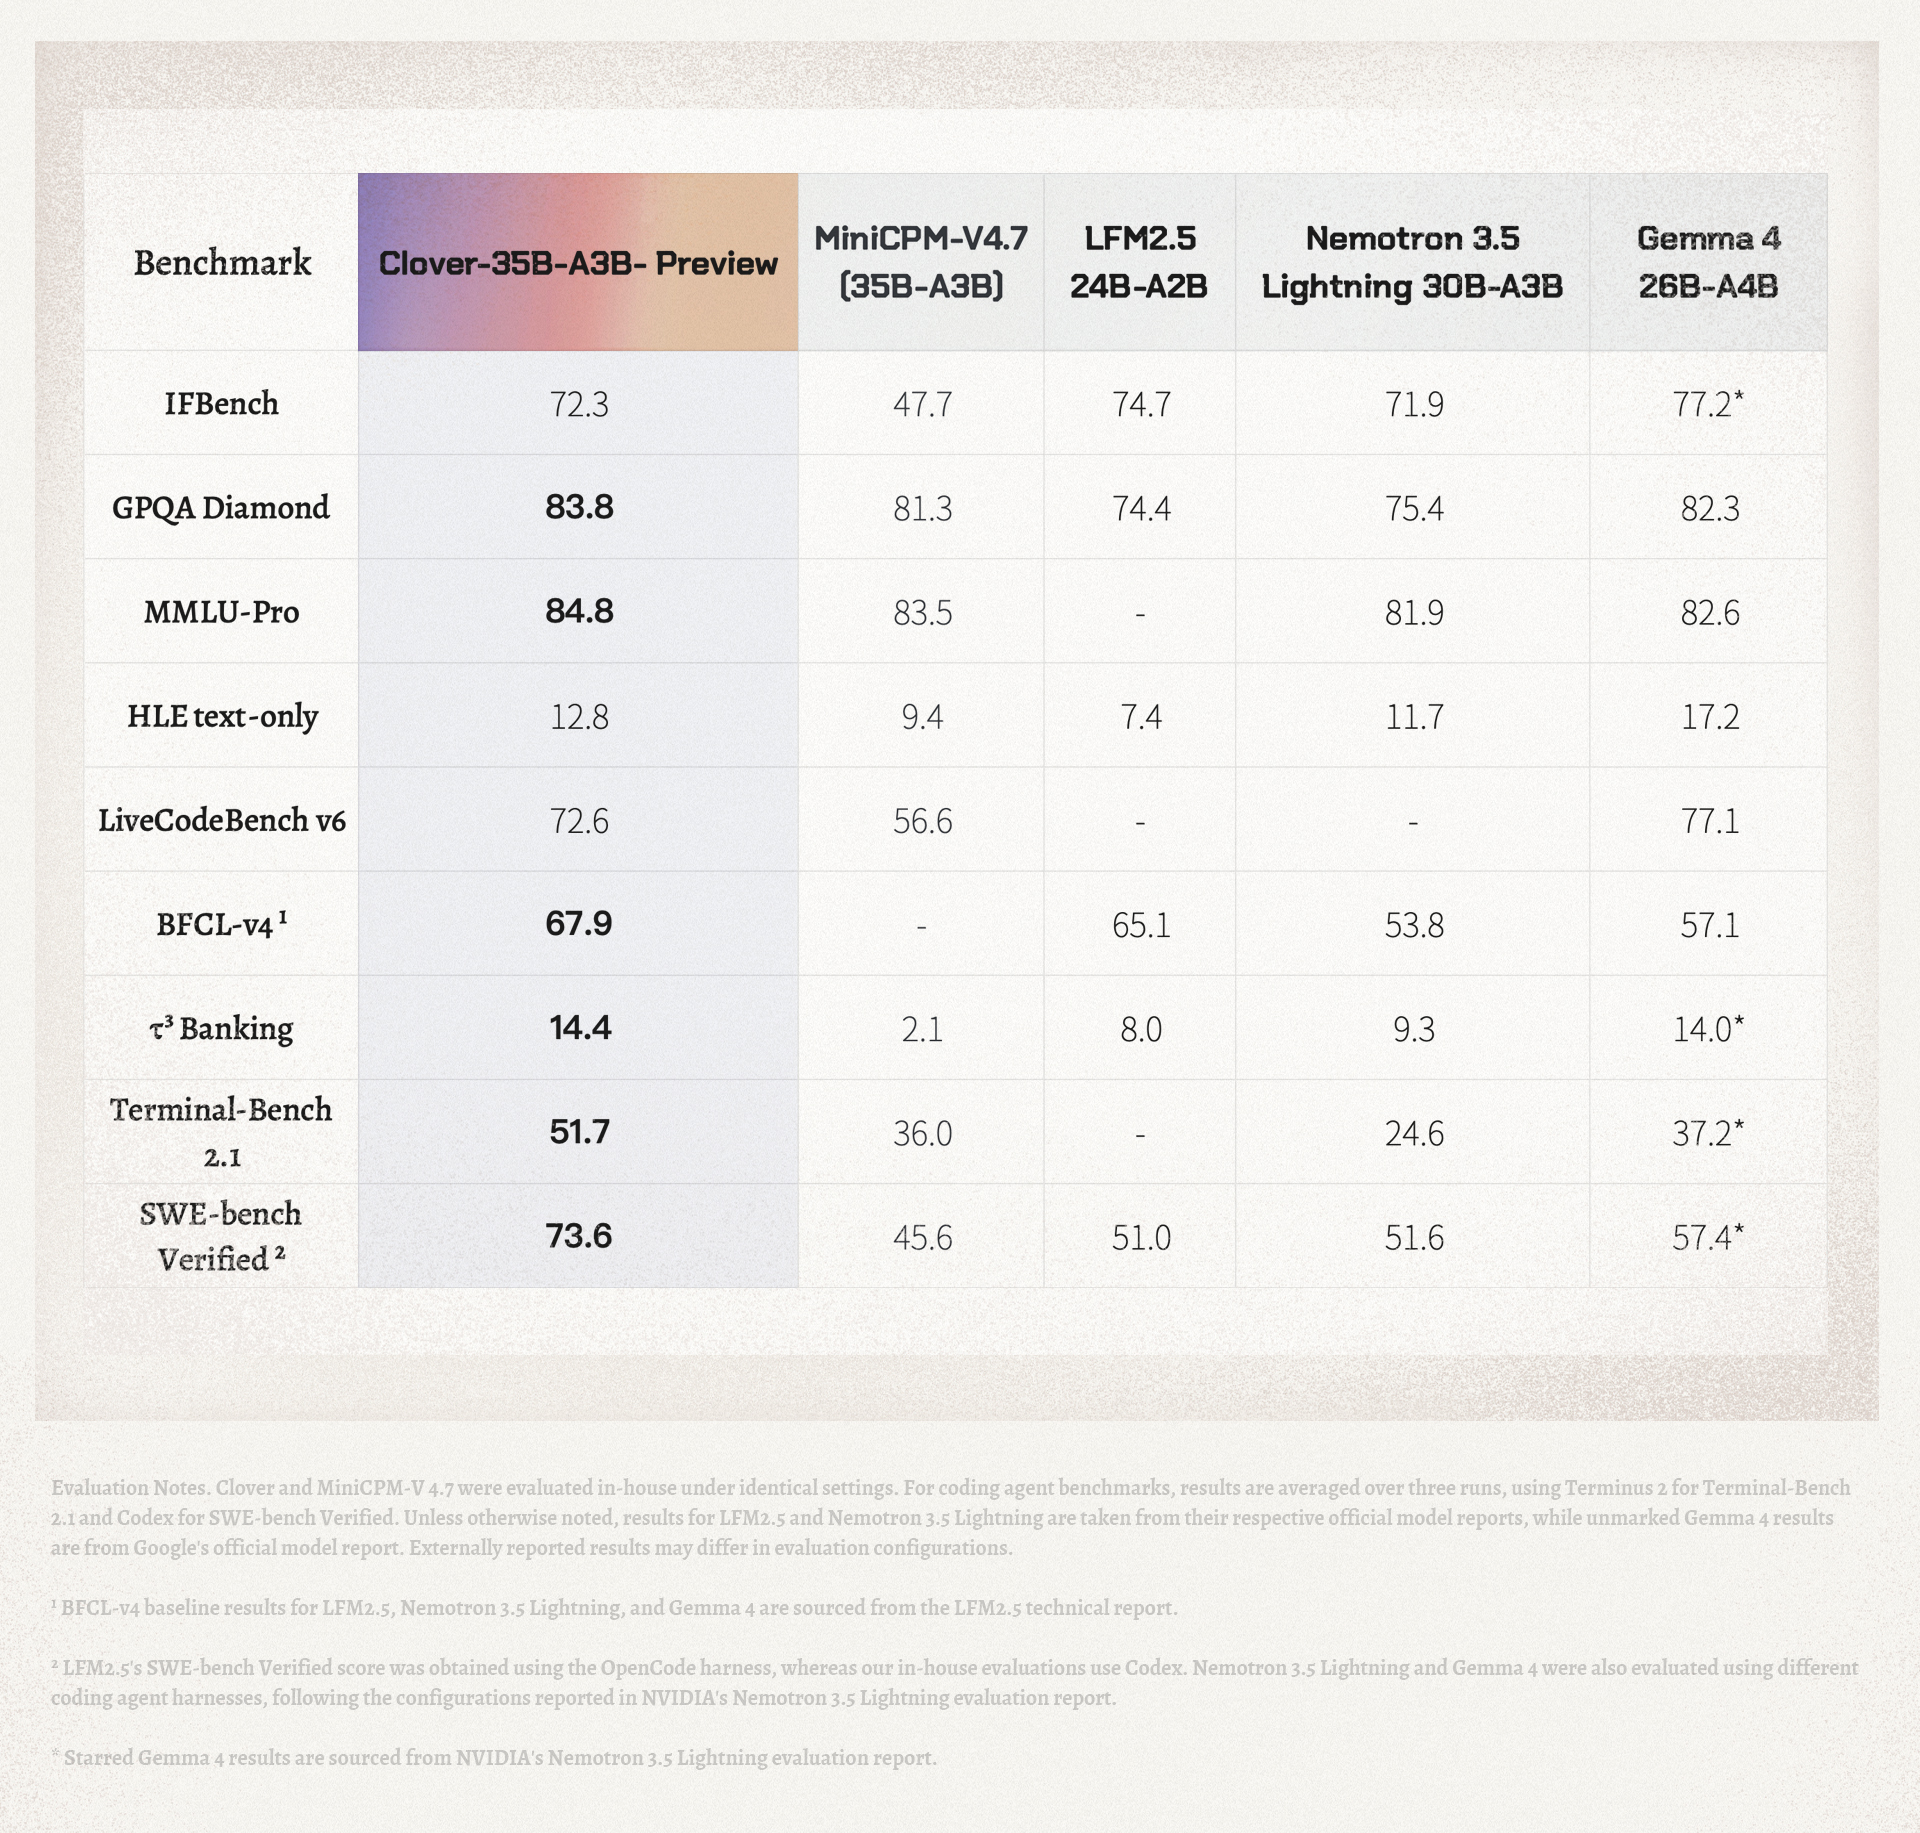 Benchmark Clover-35B-A3B- Preview MiniCPM-V4.7 (35B-A3B) LFM2.5 24B-A2B Nemotron 3.5 Lightning 30B-A3B Gemma 4 26B-A4B
IFBench 72.3 47.7 74.7 71.9 77.2*
GPQA Diamond 83.8 81.3 74.4 75.4 82.3
MMLU-Pro 84.8 83.5 - 81.9 82.6
HLE text-only 12.8 9.4 7.4 11.7 17.2
LiveCodeBench v6 72.6 56.6 - - 77.1
BFCL-v4 ¹ 67.9 - 65.1 53.8 57.1
τ³ Banking 14.4 2.1 8.0 9.3 14.0*
Terminal-Bench 2.1 51.7 36.0 - 24.6 37.2*
SWE-bench Verified ² 73.6 45.6 51.0 51.6 57.4*
Evaluation Notes. Clover and MiniCPM-V 4.7 were evaluated in-house under identical settings. For coding agent benchmarks, results are averaged over three runs, using Terminus 2 for Terminal-Bench
2.1 and Codex for SWE-bench Verified. Unless otherwise noted, results for LFM2.5 and Nemotron 3.5 Lightning are taken from their respective official model reports, while unmarked Gemma 4 results
are from Google's official model report. Externally reported results may differ in evaluation configurations.
¹ BFCL-v4 baseline results for LFM2.5, Nemotron 3.5 Lightning, and Gemma 4 are sourced from the LFM2.5 technical report.
² LFM2.5's SWE-bench Verified score was obtained using the OpenCode harness, whereas our in-house evaluations use Codex. Nemotron 3.5 Lightning and Gemma 4 were also evaluated using different
coding agent harnesses, following the configurations reported in NVIDIA's Nemotron 3.5 Lightning evaluation report.
* Starred Gemma 4 results are sourced from NVIDIA's Nemotron 3.5 Lightning evaluation report.